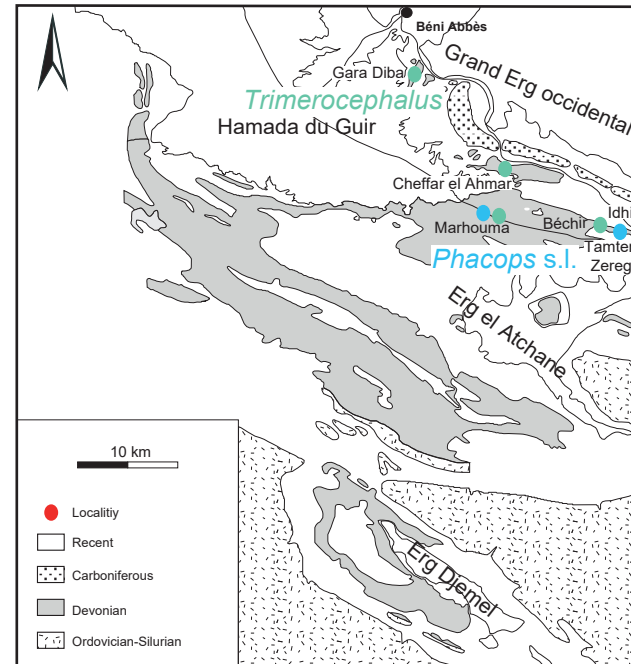 Béni Abbès
Grand Erg occidental
Gara Diba
Trimerocephalus
Hamada du Guir
Cheffar el Ahmar
Idhi
Béchir
Marhouma
Tamter
Zereg
Phacops s.l.
Erg el Atchane
10 km
Localitiy
Recent
Carboniferous
Devonian
Ordovician-Silurian
Erg Djemel